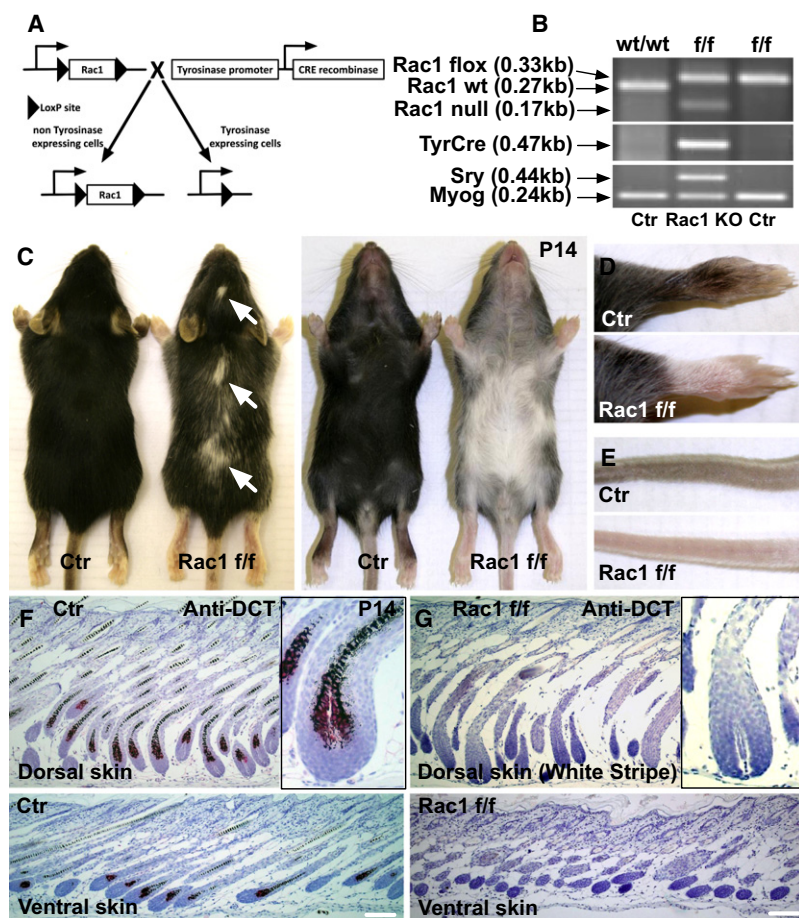 A
Rac1
X
Tyrosinase promoter
CRE recombinase
LoxP site
non Tyrosinase
expressing cells
Tyrosinase
expressing cells
Rac1
B
wt/wt f/f f/f
Rac1 flox (0.33kb)
Rac1 wt (0.27kb)
Rac1 null (0.17kb)
TyrCre (0.47kb)
Sry (0.44kb)
Myog (0.24kb)
Ctr Rac1 KO Ctr
C
P14
Ctr
Rac1 f/f
Ctr
Rac1 f/f
D
Ctr
Rac1 f/f
E
Ctr
Rac1 f/f
F
Ctr
Anti-DCT
P14
Dorsal skin
Ctr
Ventral skin
G
Rac1 f/f
Anti-DCT
Dorsal skin (White Stripe)
Rac1 f/f
Ventral skin